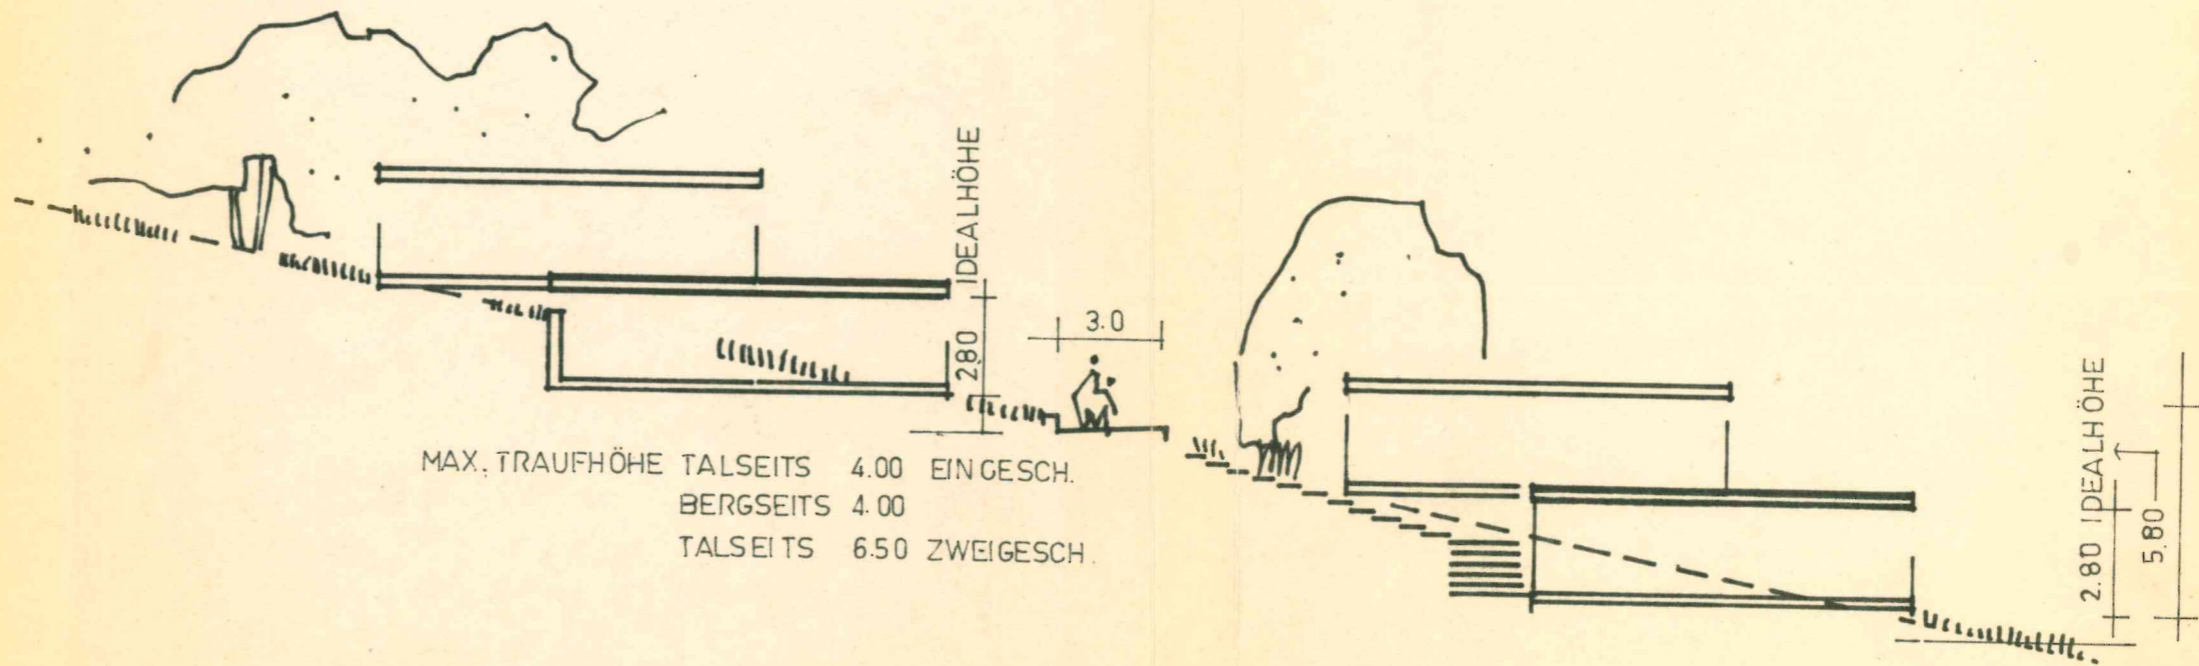 IDEALHÖHE
2.80
3.0
MAX. TRAUFHÖHE TALSEITS 4.00 EINGESCH.
BERGSEITS 4.00
TALSEITS 6.50 ZWEIGESCH.
2.80 IDEALHÖHE
5.80